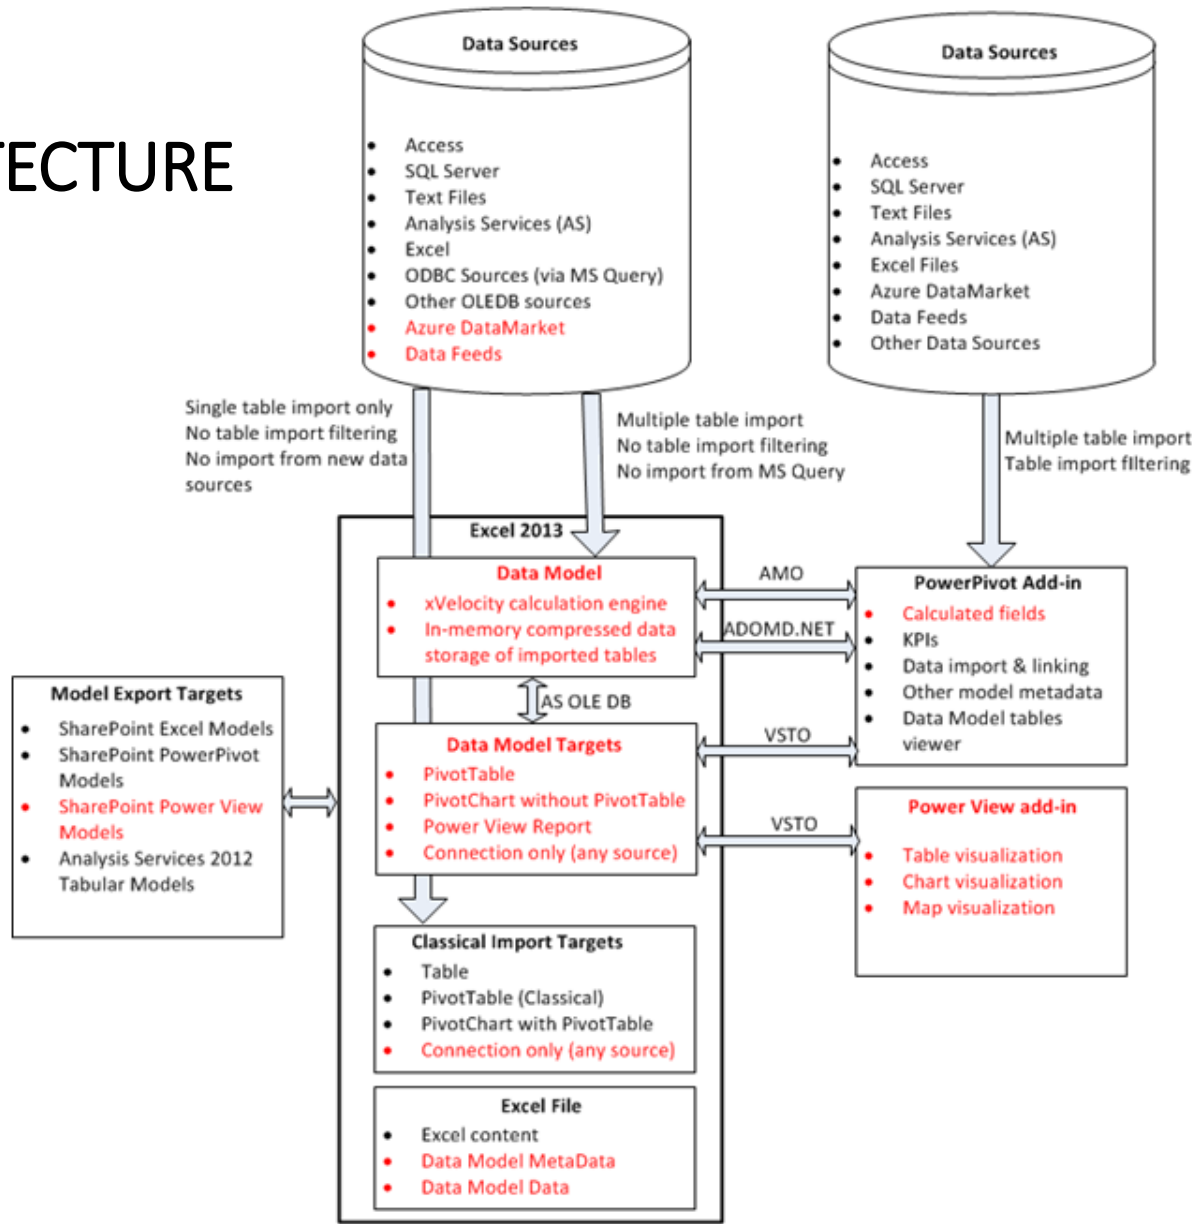 TECTURE
Data Sources
• Access
• SQL Server
• Text Files
• Analysis Services (AS)
• Excel
• ODBC Sources (via MS Query)
• Other OLEDB sources
• Azure DataMarket
• Data Feeds
Data Sources
• Access
• SQL Server
• Text Files
• Analysis Services (AS)
• Excel Files
• Azure DataMarket
• Data Feeds
• Other Data Sources
Single table import only
No table import filtering
No import from new data
sources
Multiple table import
No table import filtering
No import from MS Query
Multiple table import
Table import filtering
Excel 2013
Data Model
• xVelocity calculation engine
• In-memory compressed data
storage of imported tables
AMO
ADOMD.NET
AS OLE DB
VSTO
VSTO
PowerPivot Add-in
• Calculated fields
• KPIs
• Data import & linking
• Other model metadata
• Data Model tables
viewer
Model Export Targets
• SharePoint Excel Models
• SharePoint PowerPivot
Models
• SharePoint Power View
Models
• Analysis Services 2012
Tabular Models
Data Model Targets
• PivotTable
• PivotChart without PivotTable
• Power View Report
• Connection only (any source)
Power View add-in
• Table visualization
• Chart visualization
• Map visualization
Classical Import Targets
• Table
• PivotTable (Classical)
• PivotChart with PivotTable
• Connection only (any source)
Excel File
• Excel content
• Data Model MetaData
• Data Model Data